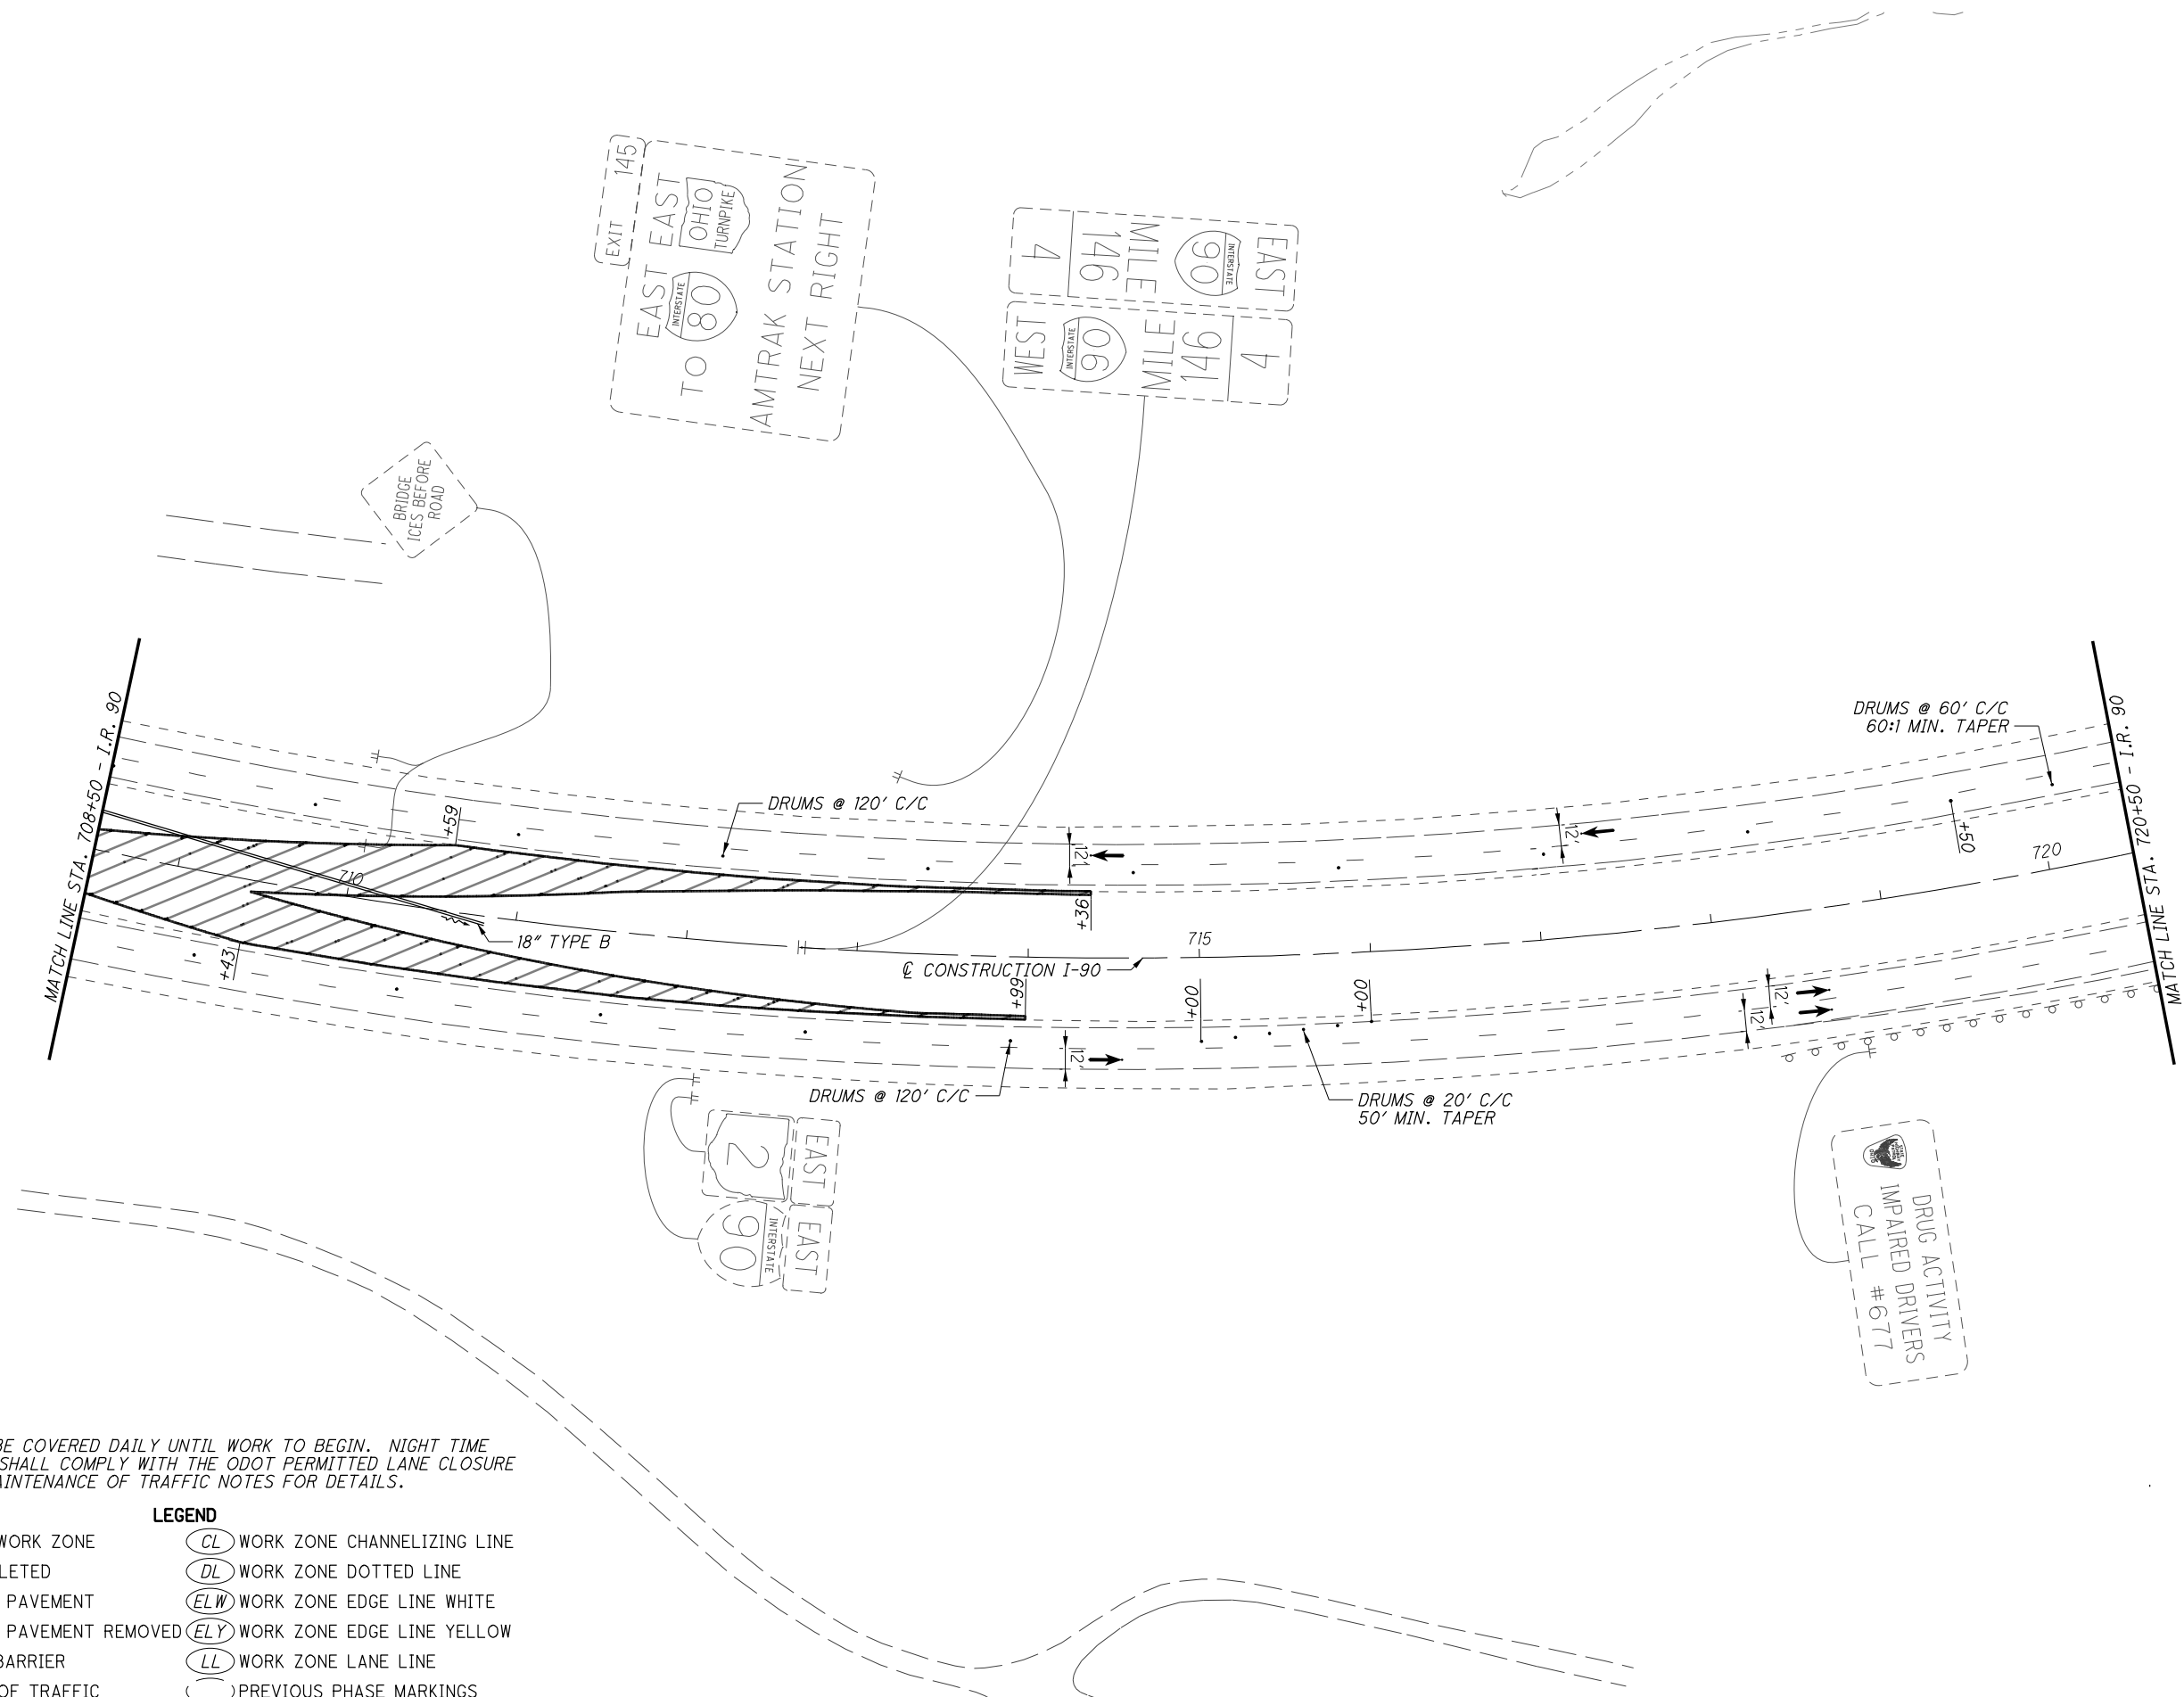 EXIT 145
EAST EAST
OHIO
TURNPIKE
TO
INTERSTATE
80
AMTRAK STATION
NEXT RIGHT
EAST
INTERSTATE
90
MILE
146
4
WEST
INTERSTATE
90
MILE
146
4
BRIDGE
ICES BEFORE
ROAD
MATCH LINE STA. 708+50 - I.R. 90
MATCH LINE STA. 720+50 - I.R. 90
DRUMS @ 60' C/C
60:1 MIN. TAPER
DRUMS @ 120' C/C
+59
12'
12'
+50
720
710
+36
18" TYPE B
715
℄ CONSTRUCTION I-90
+43
+99
+00
+00
12'
12'
12'
DRUMS @ 120' C/C
DRUMS @ 20' C/C
50' MIN. TAPER
EAST
2
EAST
INTERSTATE
90
DRUG ACTIVITY
IMPAIRED DRIVERS
CALL #677
BE COVERED DAILY UNTIL WORK TO BEGIN. NIGHT TIME
SHALL COMPLY WITH THE ODOT PERMITTED LANE CLOSURE
AINTENANCE OF TRAFFIC NOTES FOR DETAILS.
LEGEND
WORK ZONE
CL WORK ZONE CHANNELIZING LINE
LETED
DL WORK ZONE DOTTED LINE
PAVEMENT
ELW WORK ZONE EDGE LINE WHITE
PAVEMENT REMOVED
ELY WORK ZONE EDGE LINE YELLOW
BARRIER
LL WORK ZONE LANE LINE
OF TRAFFIC
PREVIOUS PHASE MARKINGS